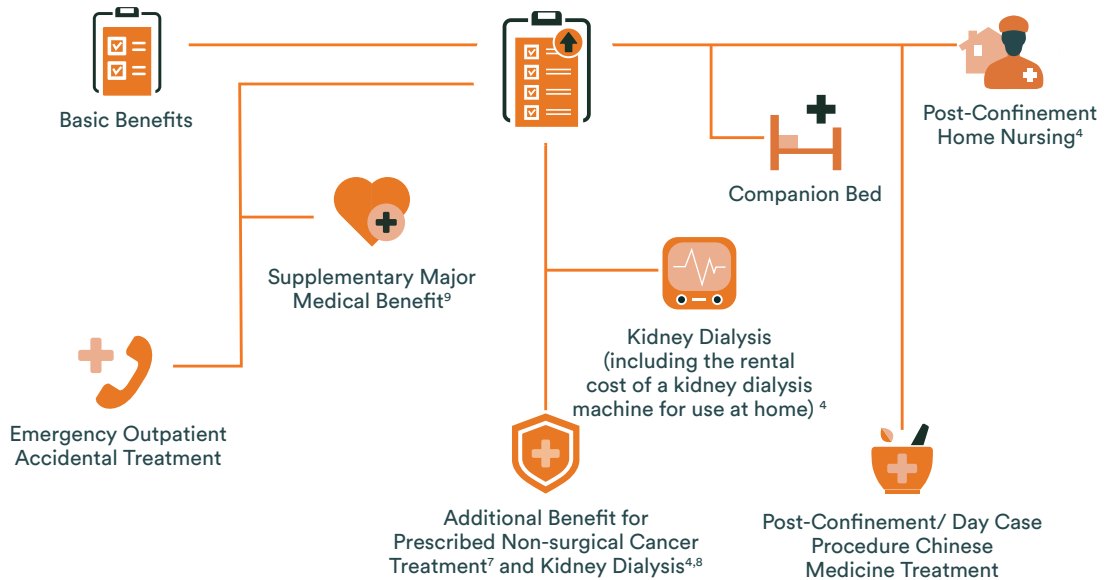 Basic Benefits
Post-Confinement
Home Nursing⁴
Companion Bed
Supplementary Major
Medical Benefit⁹
Kidney Dialysis
(including the rental
cost of a kidney dialysis
machine for use at home) ⁴
Emergency Outpatient
Accidental Treatment
Additional Benefit for
Prescribed Non-surgical Cancer
Treatment⁷ and Kidney Dialysis⁴,⁸
Post-Confinement/ Day Case
Procedure Chinese
Medicine Treatment